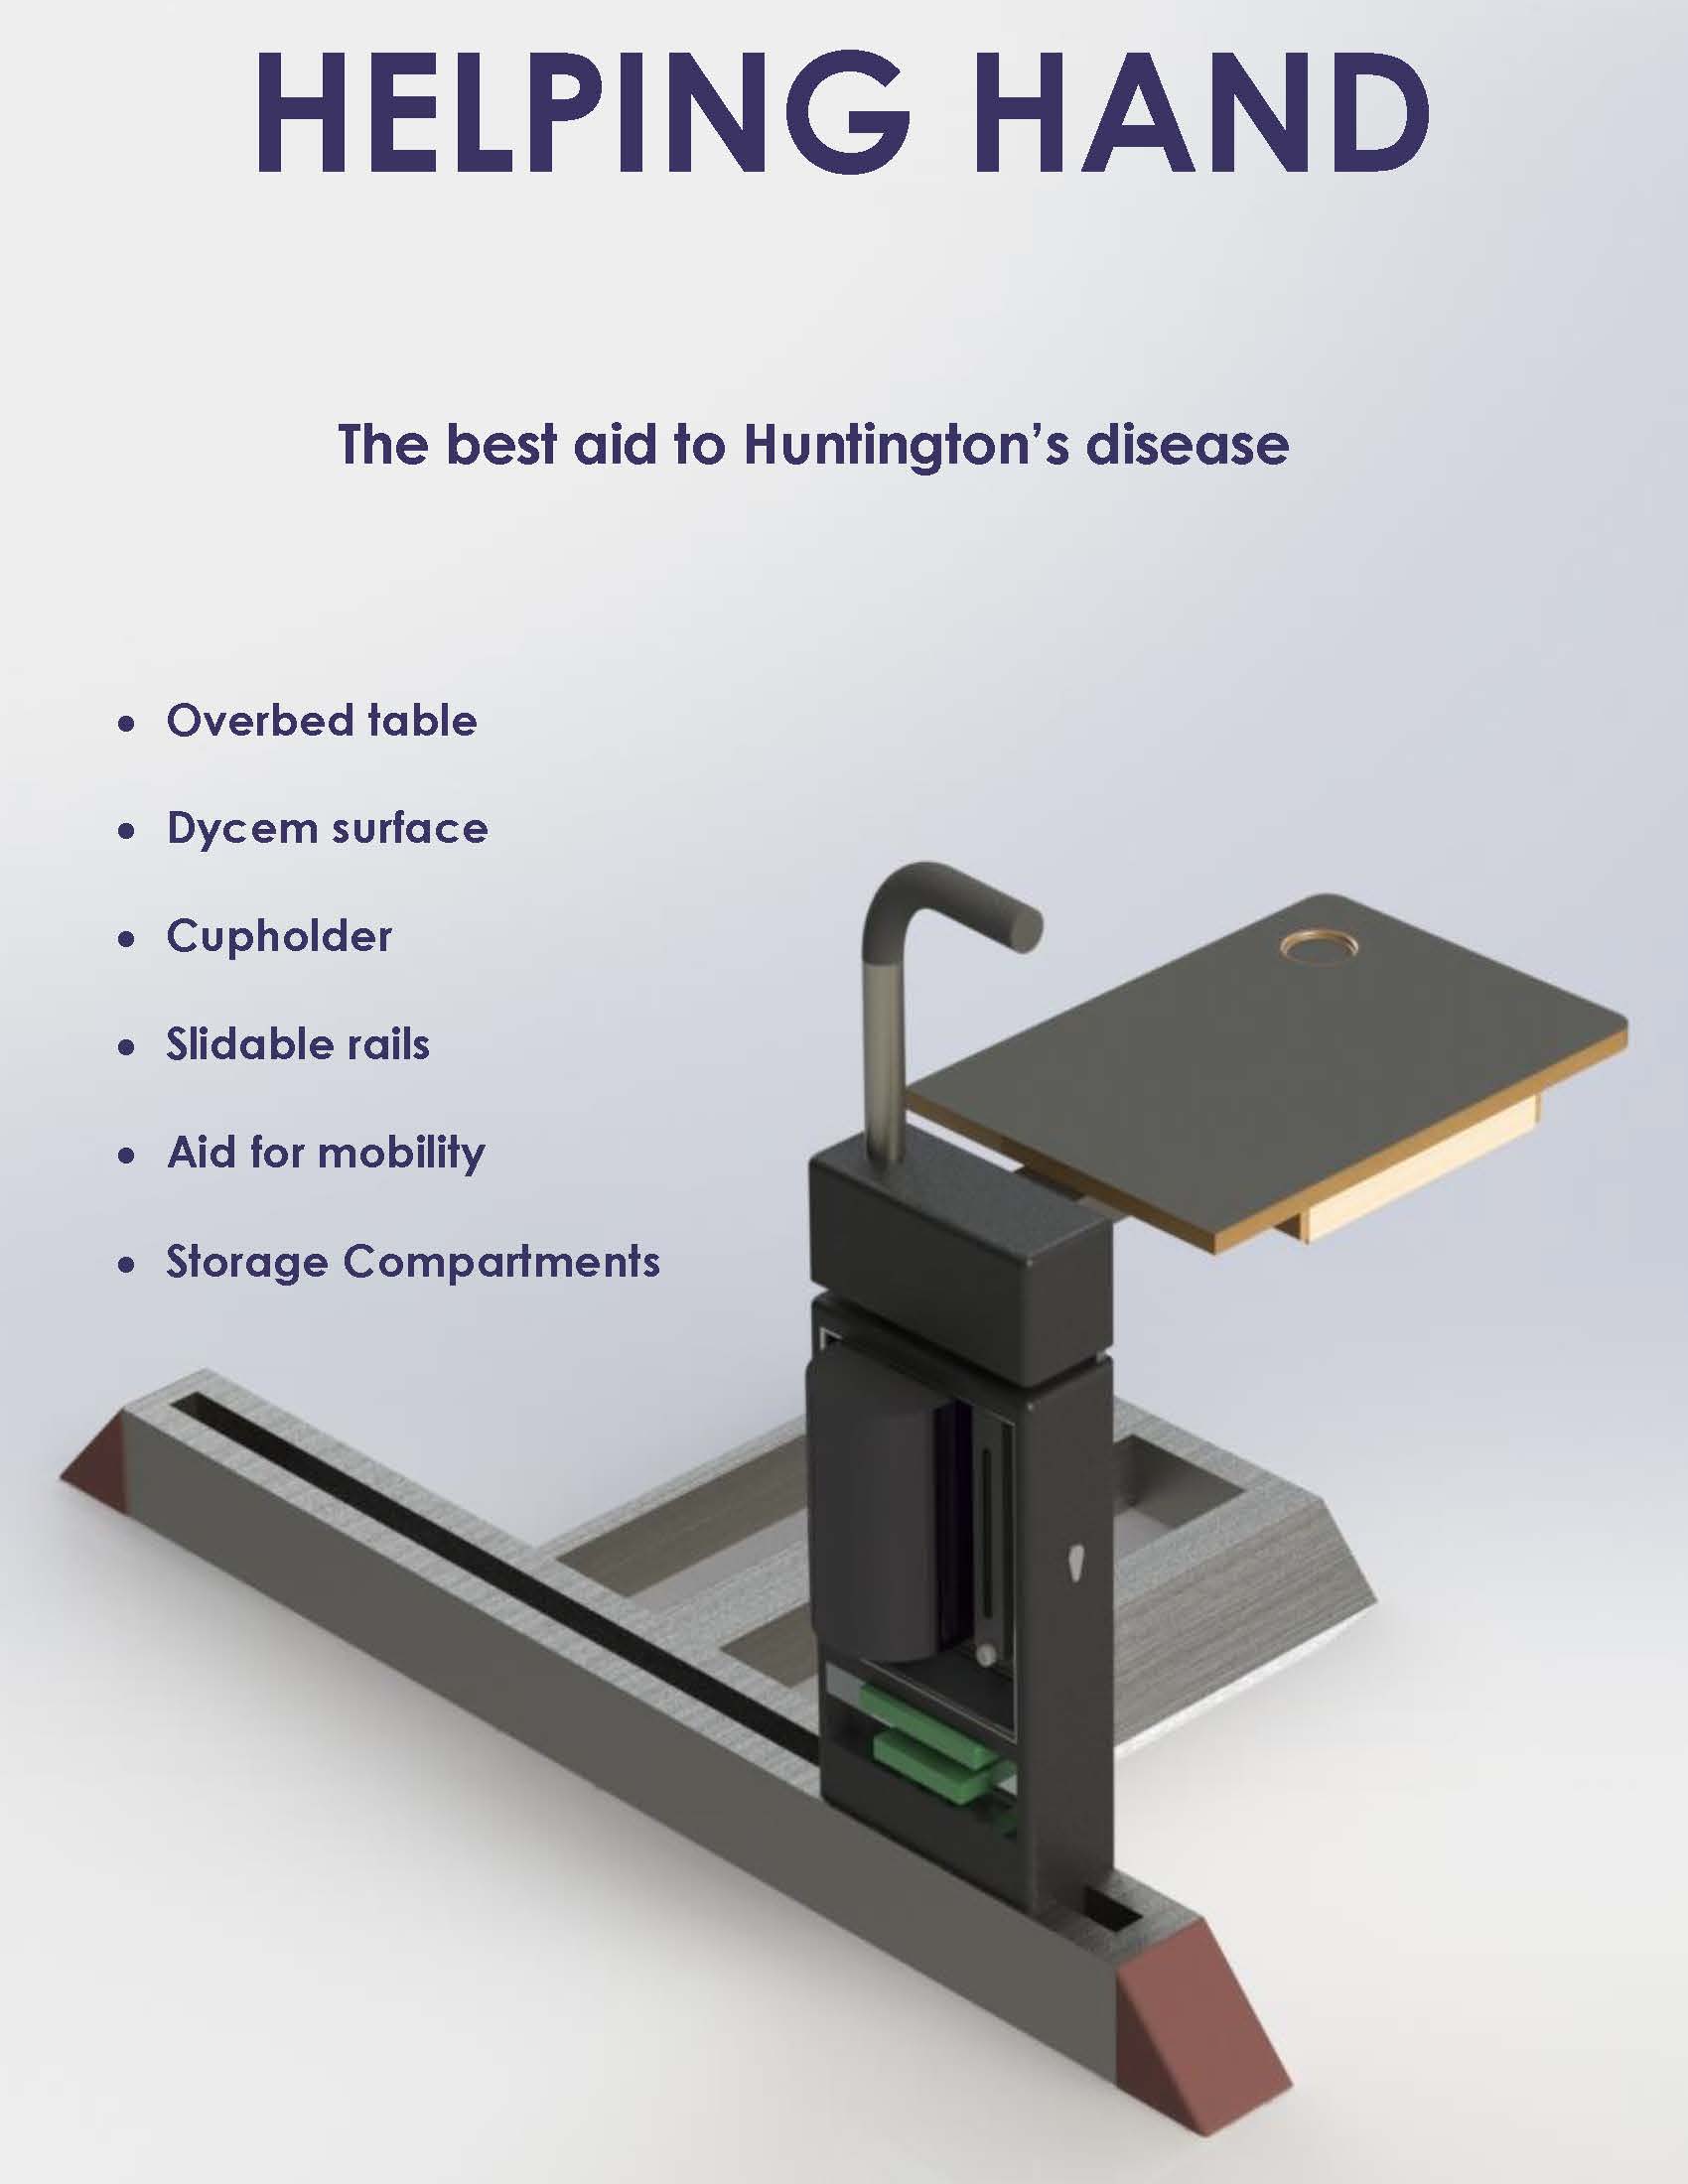 HELPING HAND
The best aid to Huntington’s disease
• Overbed table
• Dycem surface
• Cupholder
• Slidable rails
• Aid for mobility
• Storage Compartments